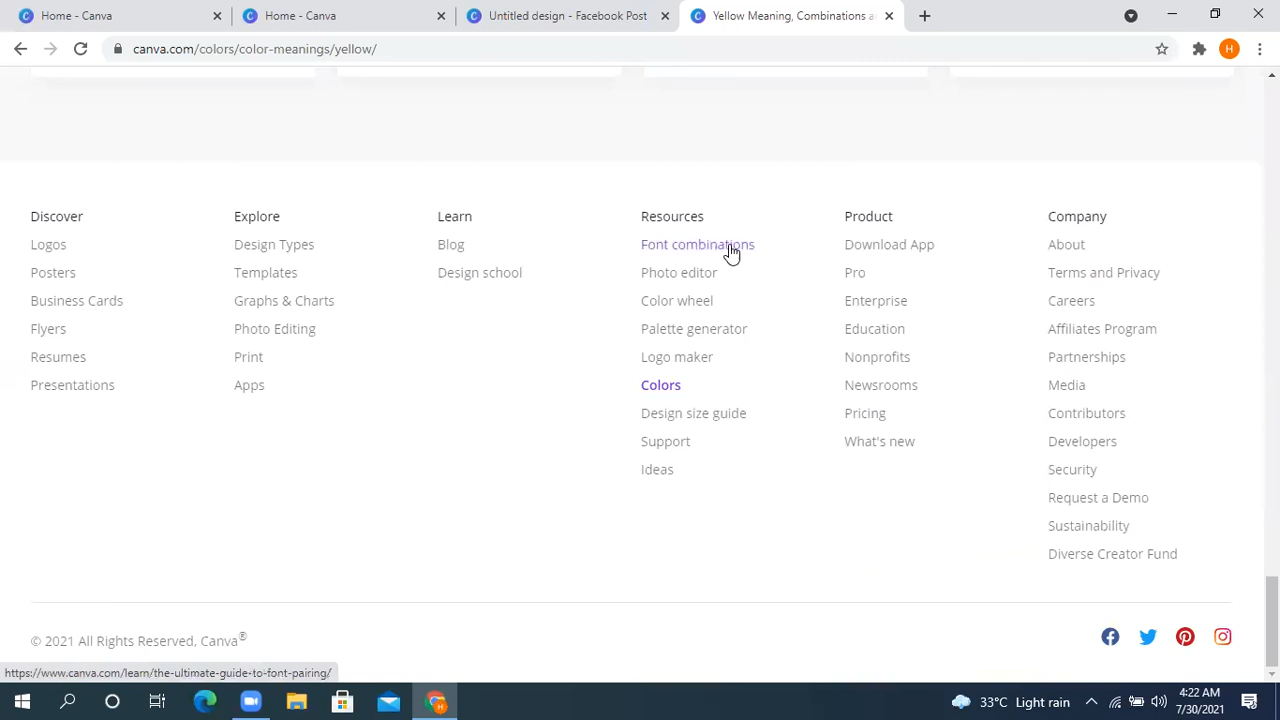 Home - Canva
Home - Canva
Untitled design - Facebook Post
Yellow Meaning, Combinations a
canva.com/colors/color-meanings/yellow/
H
Discover
Logos
Posters
Business Cards
Flyers
Resumes
Presentations
Explore
Design Types
Templates
Graphs & Charts
Photo Editing
Print
Apps
Learn
Blog
Design school
Resources
Font combinations
Photo editor
Color wheel
Palette generator
Logo maker
Colors
Design size guide
Support
Ideas
Product
Download App
Pro
Enterprise
Education
Nonprofits
Newsrooms
Pricing
What's new
Company
About
Terms and Privacy
Careers
Affiliates Program
Partnerships
Media
Contributors
Developers
Security
Request a Demo
Sustainability
Diverse Creator Fund
© 2021 All Rights Reserved, Canva®
https://www.canva.com/learn/the-ultimate-guide-to-font-pairing/
33°C Light rain
4:22 AM
7/30/2021